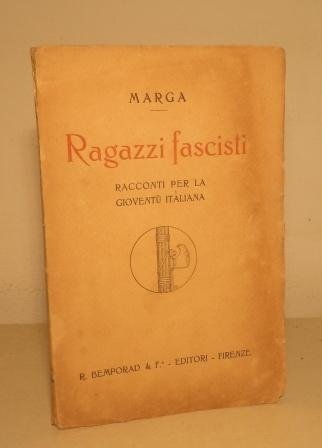 MARGA
Ragazzi fascisti
RACCONTI PER LA
GIOVENTÙ ITALIANA
R. BEMPORAD & F.º - EDITORI - FIRENZE